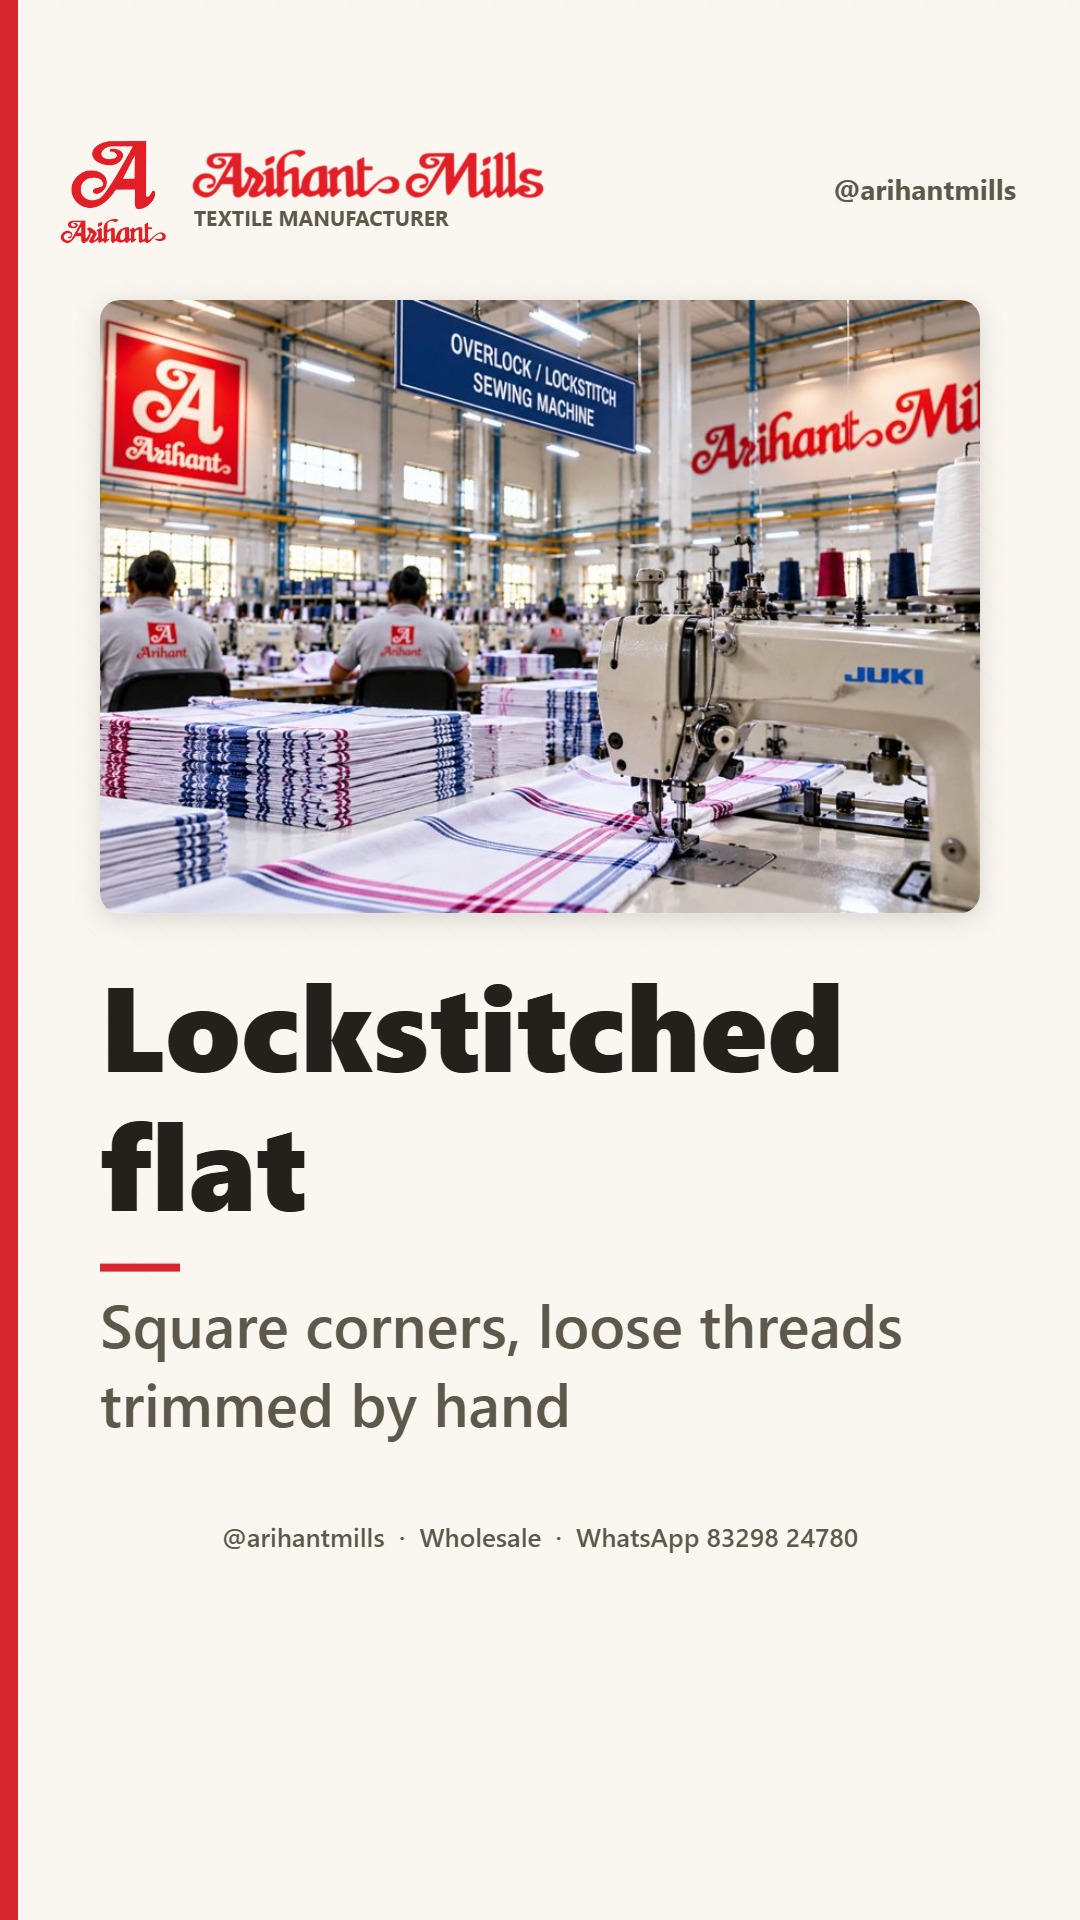 A
Arihant
Arihant Mills
TEXTILE MANUFACTURER
@arihantmills
A
Arihant
OVERLOCK / LOCKSTITCH
SEWING MACHINE
Arihant Mil
A
Arihant
A
Arihant
JUKI
Lockstitched
flat
Square corners, loose threads
trimmed by hand
@arihantmills · Wholesale · WhatsApp 83298 24780